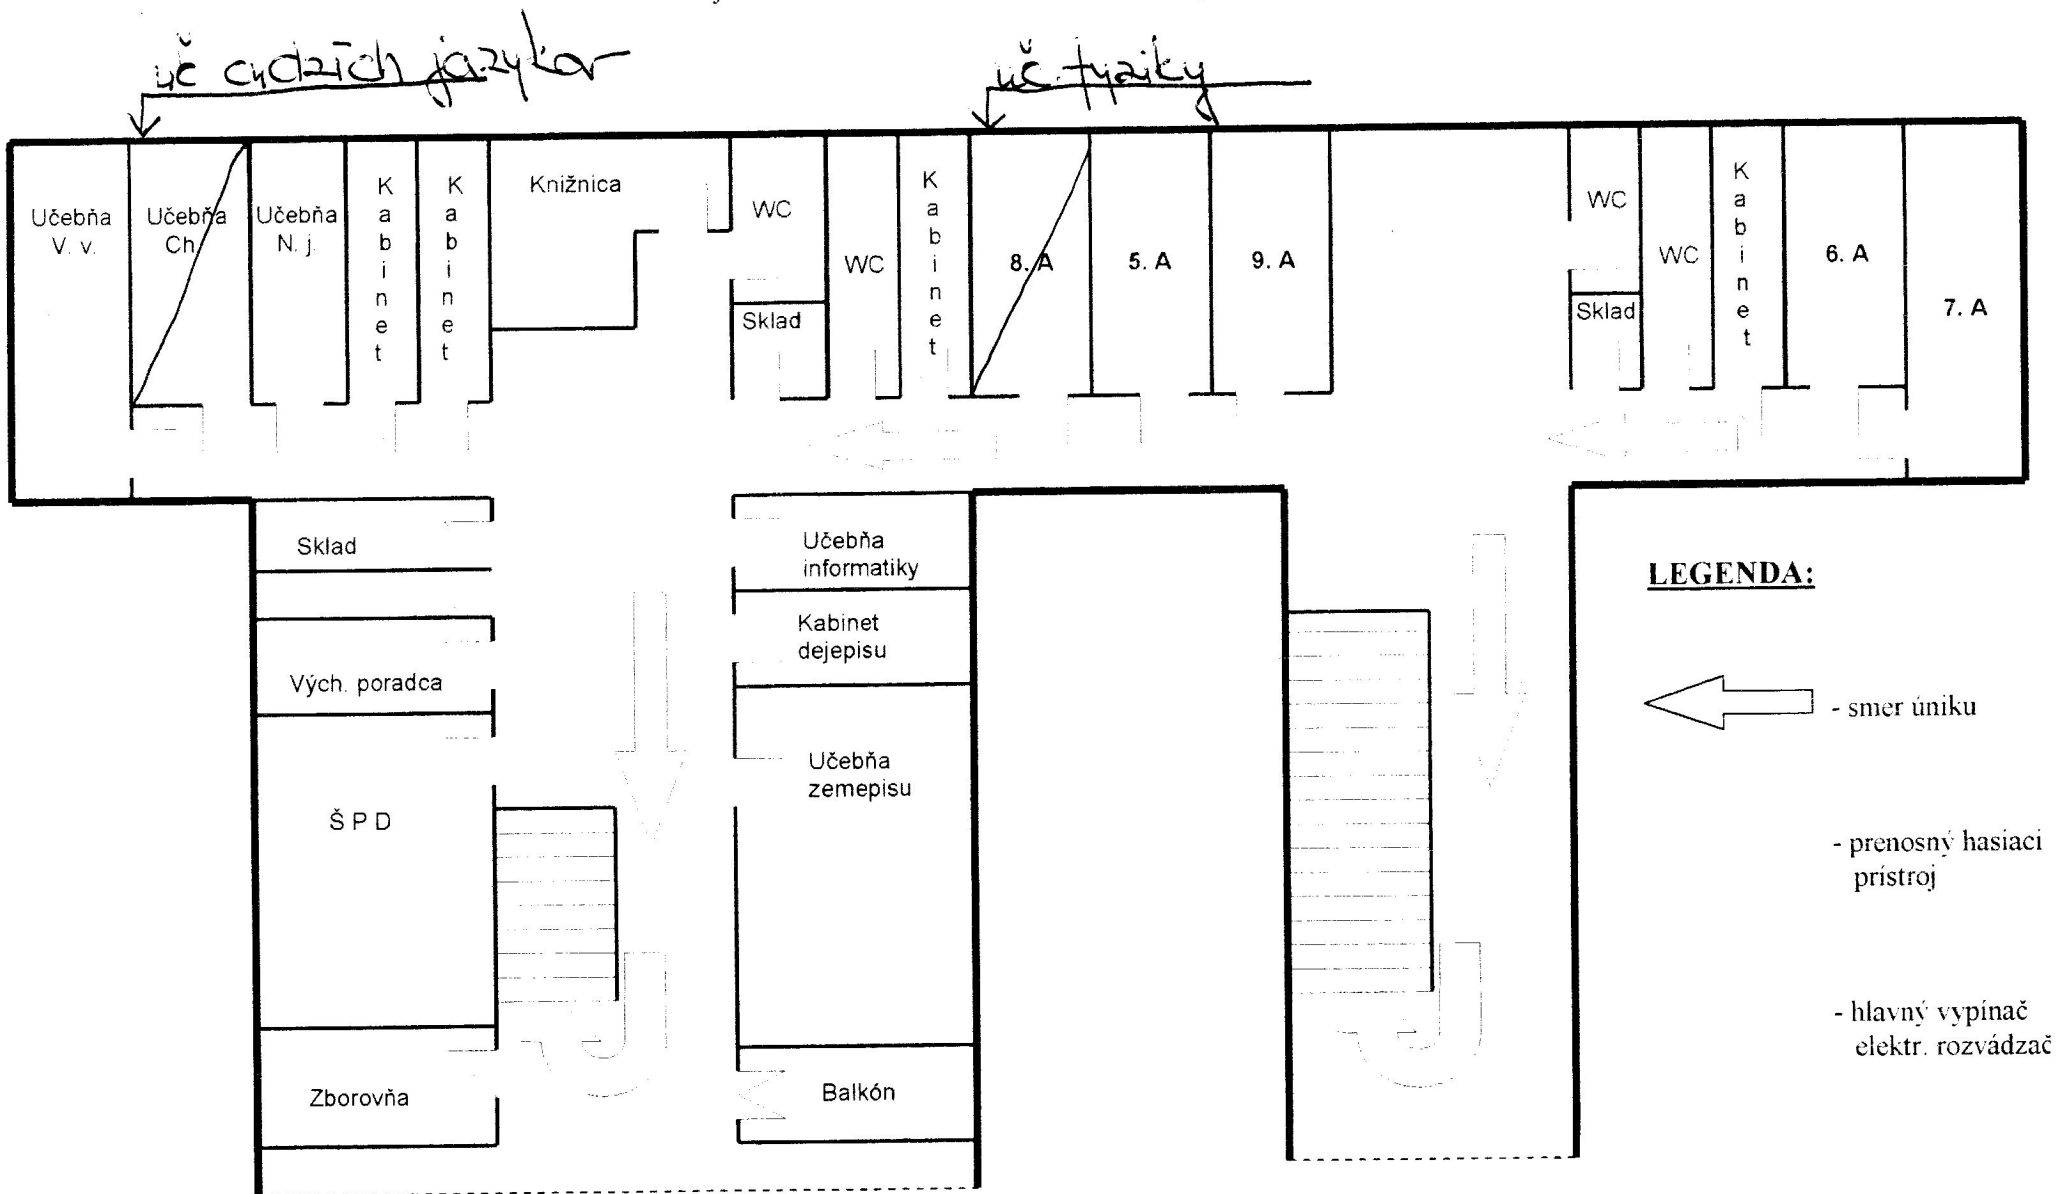 uč cudzích jazykov
uč. fyziky
Učebňa
V. v.
Učebňa
Ch.
Učebňa
N. j.
Kabinet
Kabinet
Knižnica
WC
Sklad
WC
Kabinet
8. A
5. A
9. A
WC
Sklad
WC
Kabinet
6. A
7. A
Sklad
Vých. poradca
Š P D
Zborovňa
Učebňa
informatiky
Kabinet
dejepisu
Učebňa
zemepisu
Balkón
LEGENDA:
- smer úniku
- prenosný hasiaci
prístroj
- hlavný vypínač
elektr. rozvádzač